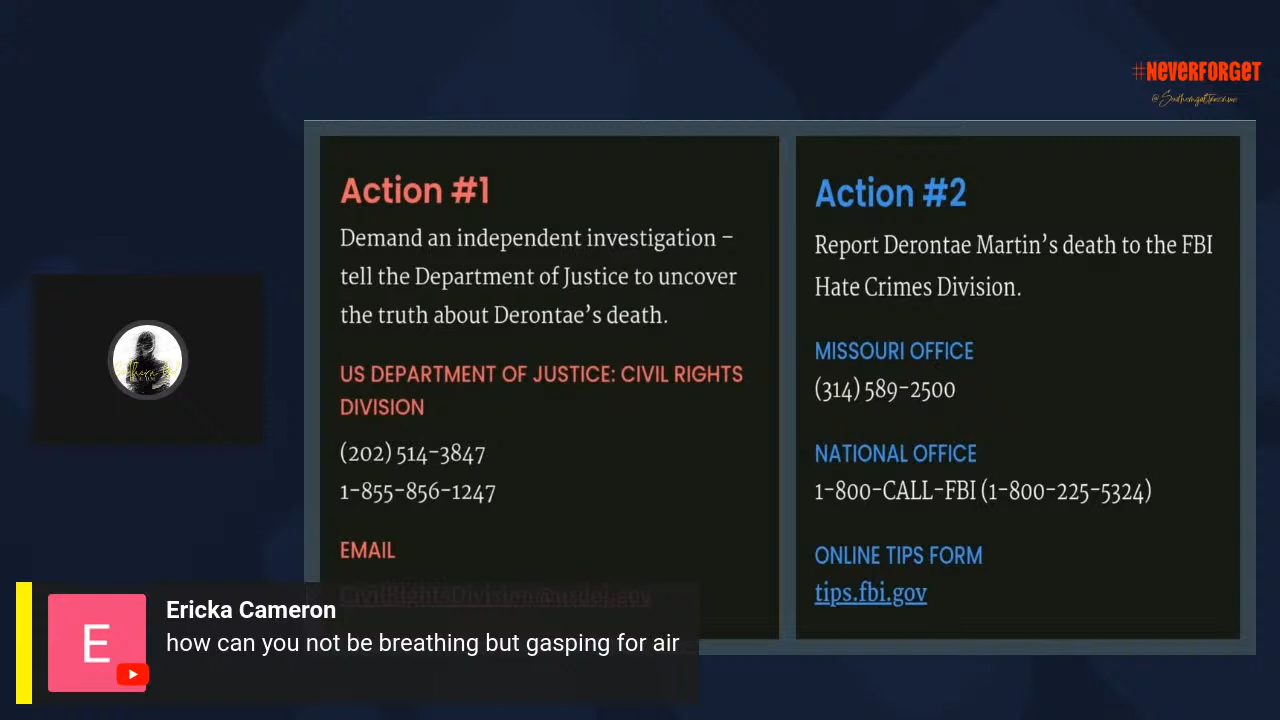 #NEVERFORGET
Action #1
Demand an independent investigation –
tell the Department of Justice to uncover
the truth about Derontae's death.
US DEPARTMENT OF JUSTICE: CIVIL RIGHTS
DIVISION
(202) 514-3847
1-855-856-1247
EMAIL
CivilRightsDivision@usdoj.gov
Action #2
Report Derontae Martin's death to the FBI
Hate Crimes Division.
MISSOURI OFFICE
(314) 589-2500
NATIONAL OFFICE
1-800-CALL-FBI (1-800-225-5324)
ONLINE TIPS FORM
tips.fbi.gov
E
Ericka Cameron
how can you not be breathing but gasping for air